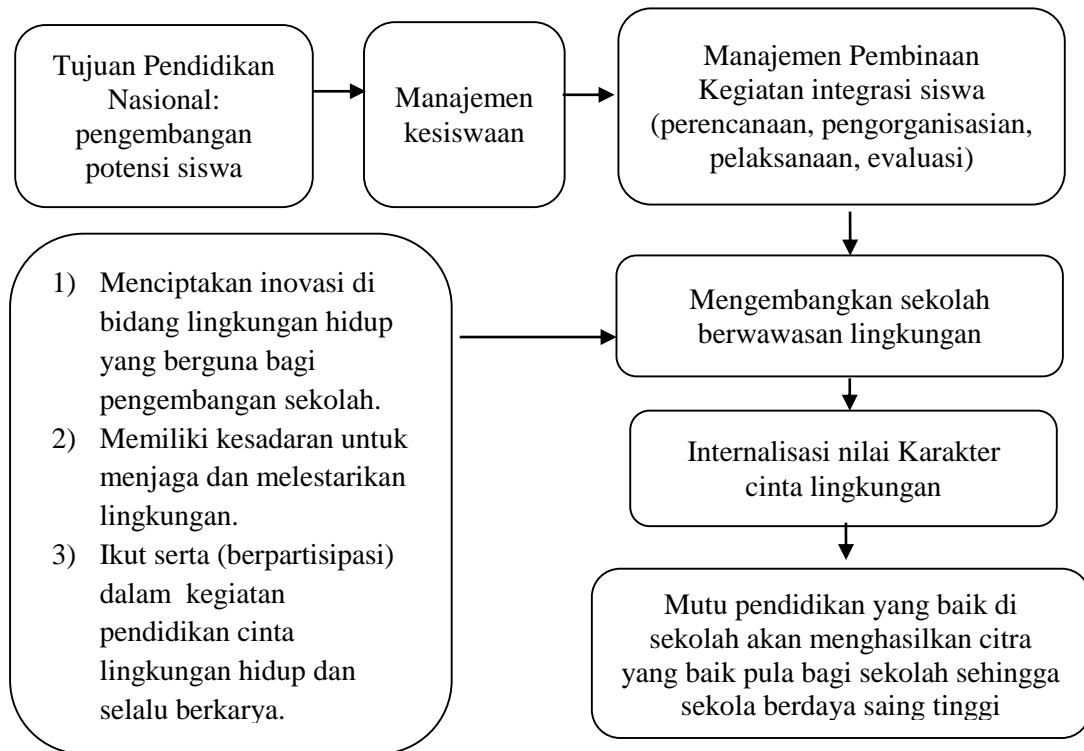 Tujuan Pendidikan
Nasional:
pengembangan
potensi siswa
Manajemen
kesiswaan
Manajemen Pembinaan
Kegiatan integrasi siswa
(perencanaan, pengorganisasian,
pelaksanaan, evaluasi)
1) Menciptakan inovasi di
bidang lingkungan hidup
yang berguna bagi
pengembangan sekolah.
2) Memiliki kesadaran untuk
menjaga dan melestarikan
lingkungan.
3) Ikut serta (berpartisipasi)
dalam kegiatan
pendidikan cinta
lingkungan hidup dan
selalu berkarya.
Mengembangkan sekolah
berwawasan lingkungan
Internalisasi nilai Karakter
cinta lingkungan
Mutu pendidikan yang baik di
sekolah akan menghasilkan citra
yang baik pula bagi sekolah sehingga
sekola berdaya saing tinggi